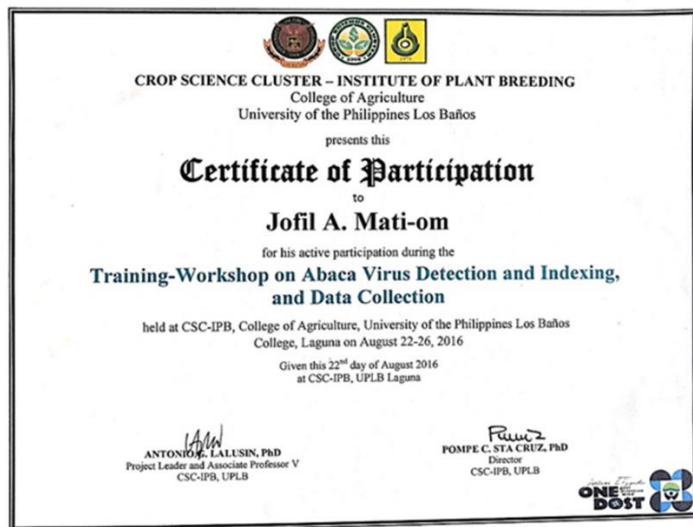 CROP SCIENCE CLUSTER – INSTITUTE OF PLANT BREEDING
College of Agriculture
University of the Philippines Los Baños
presents this
Certificate of Participation
to
Jofil A. Mati-om
for his active participation during the
Training-Workshop on Abaca Virus Detection and Indexing,
and Data Collection
held at CSC-IPB, College of Agriculture, University of the Philippines Los Baños
College, Laguna on August 22-26, 2016
Given this 22nd day of August 2016
at CSC-IPB, UPLB Laguna
ANTONIO G. LALUSIN, PhD
Project Leader and Associate Professor V
CSC-IPB, UPLB
POMPE C. STA CRUZ, PhD
Director
CSC-IPB, UPLB
ONE
DOST